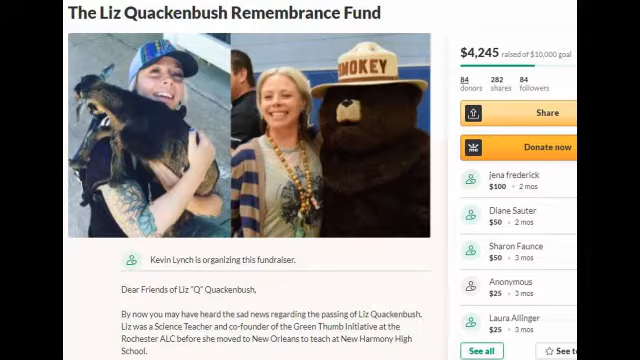 The Liz Quackenbush Remembrance Fund
SMOKEY
$4,245 raised of $10,000 goal
84 282 84
donors shares followers
Share
Donate now
jena frederick
$100 • 2 mos
Diane Sauter
$50 • 2 mos
Sharon Faunce
$50 • 3 mos
Anonymous
$25 • 3 mos
Laura Allinger
$25 • 3 mos
See all
See to
Kevin Lynch is organizing this fundraiser.
Dear Friends of Liz "Q" Quackenbush,
By now you may have heard the sad news regarding the passing of Liz Quackenbush.
Liz was a Science Teacher and co-founder of the Green Thumb Initiative at the
Rochester ALC before she moved to New Orleans to teach at New Harmony High
School.